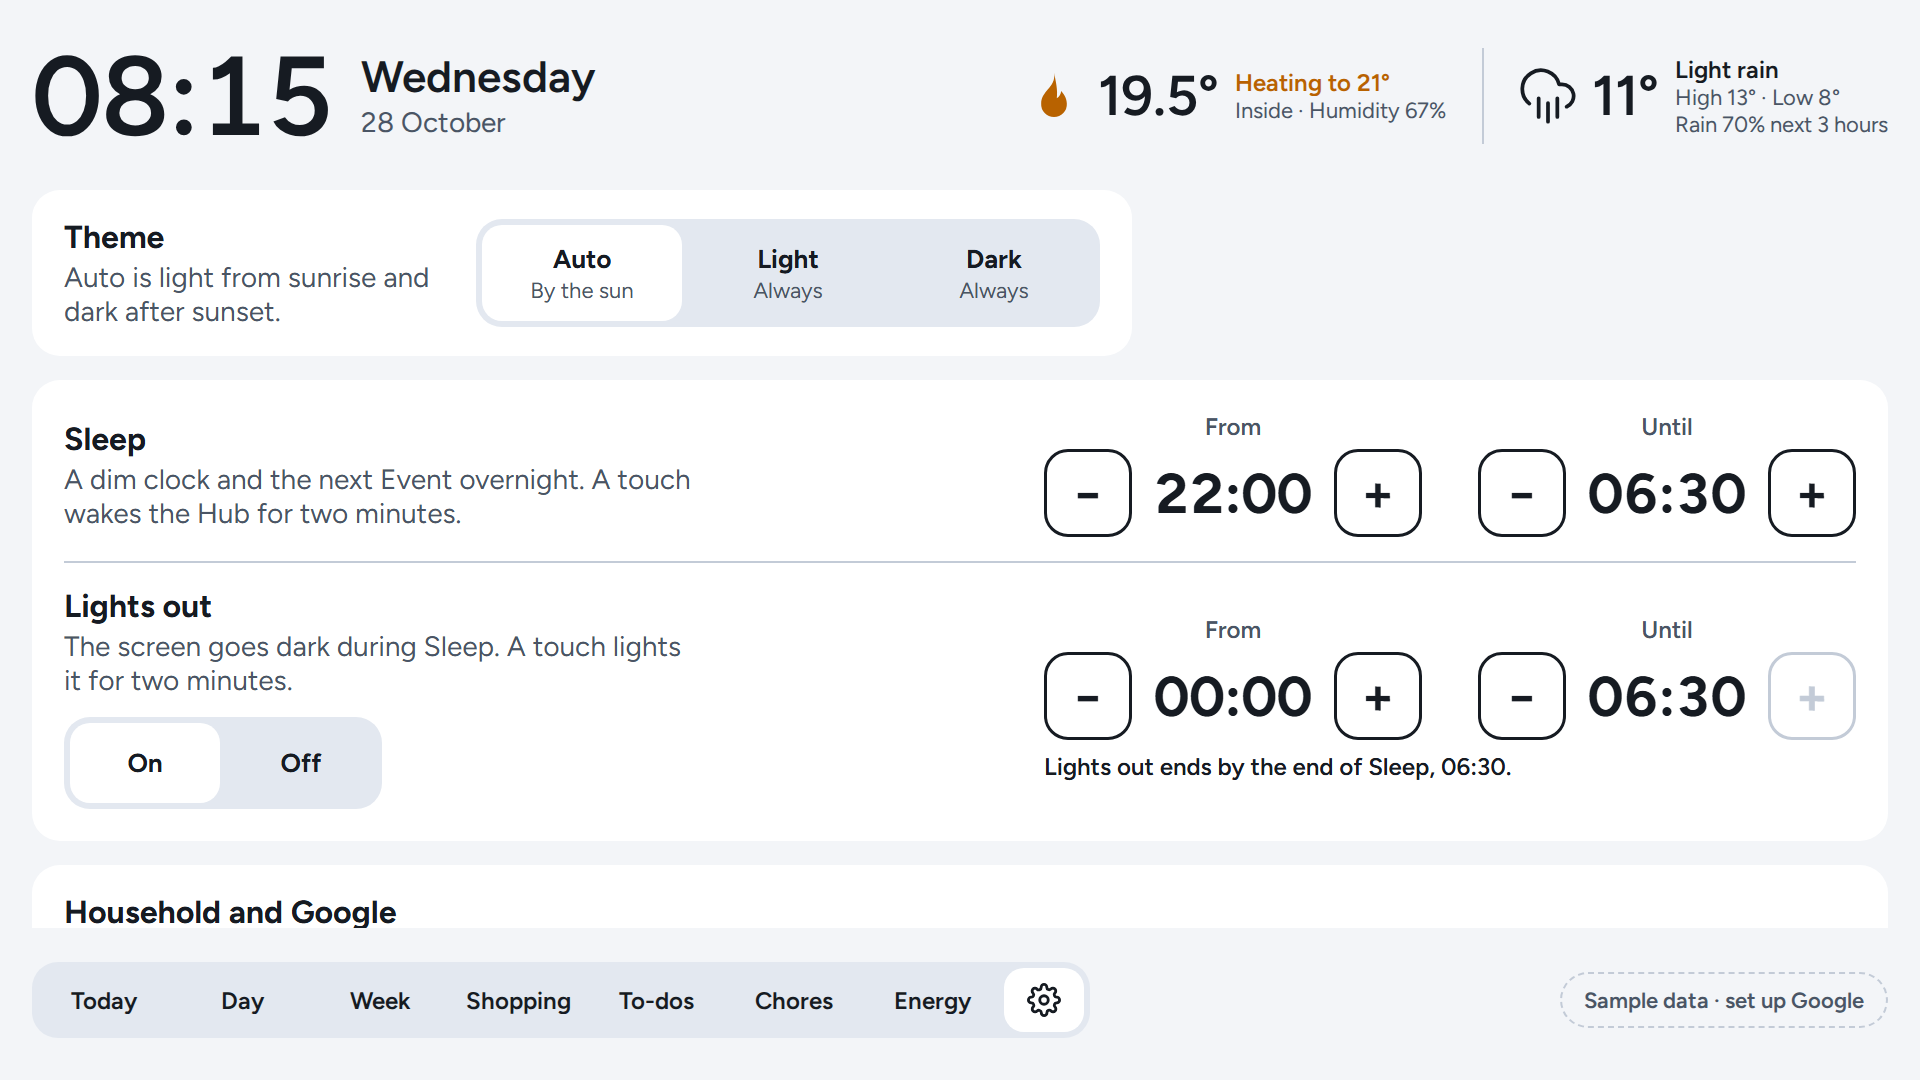 08:15
Wednesday
28 October
19.5°
Heating to 21°
Inside · Humidity 67%
11°
Light rain
High 13° · Low 8°
Rain 70% next 3 hours
Theme
Auto is light from sunrise and
dark after sunset.
Auto
By the sun
Light
Always
Dark
Always
Sleep
A dim clock and the next Event overnight. A touch
wakes the Hub for two minutes.
From
− 22:00 +
Until
− 06:30 +
Lights out
The screen goes dark during Sleep. A touch lights
it for two minutes.
On
Off
From
− 00:00 +
Until
− 06:30 +
Lights out ends by the end of Sleep, 06:30.
Household and Google
Today
Day
Week
Shopping
To-dos
Chores
Energy
Sample data · set up Google